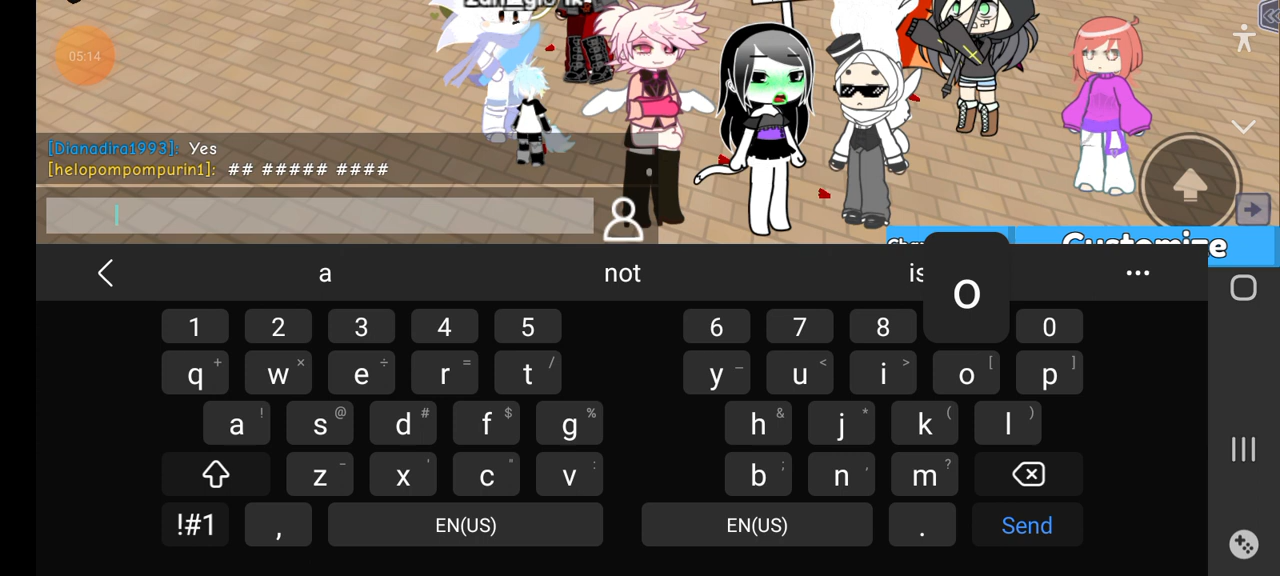 05:14
[Dianadira1993]: Yes
[helopompompurin1]: ## ##### ####
Customize
a not is ...
o
1 2 3 4 5 6 7 8 0
q + w × e ÷ r = t / y _ u < i > o [ p ]
a ! s @ d # f $ g % h & j * k ( l )
z - x ' c " v : b ; n , m ?
!#1 , EN(US) EN(US) . Send